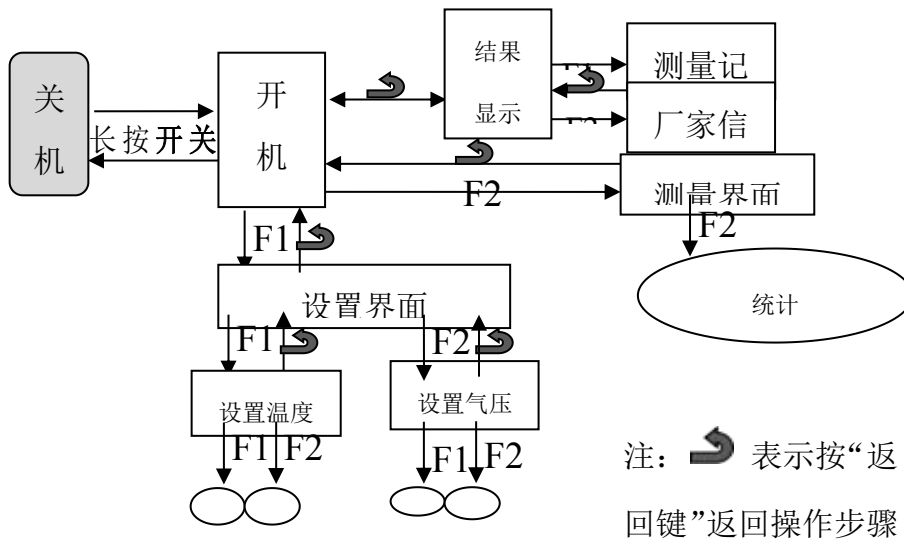 关
机
长按开关
开
机
结果
显示
测量记
厂家信
F2
测量界面
F2
统计
F1
设置界面
F1
F2
设置温度
设置气压
F1
F2
F1
F2
注： 表示按“返
回键”返回操作步骤